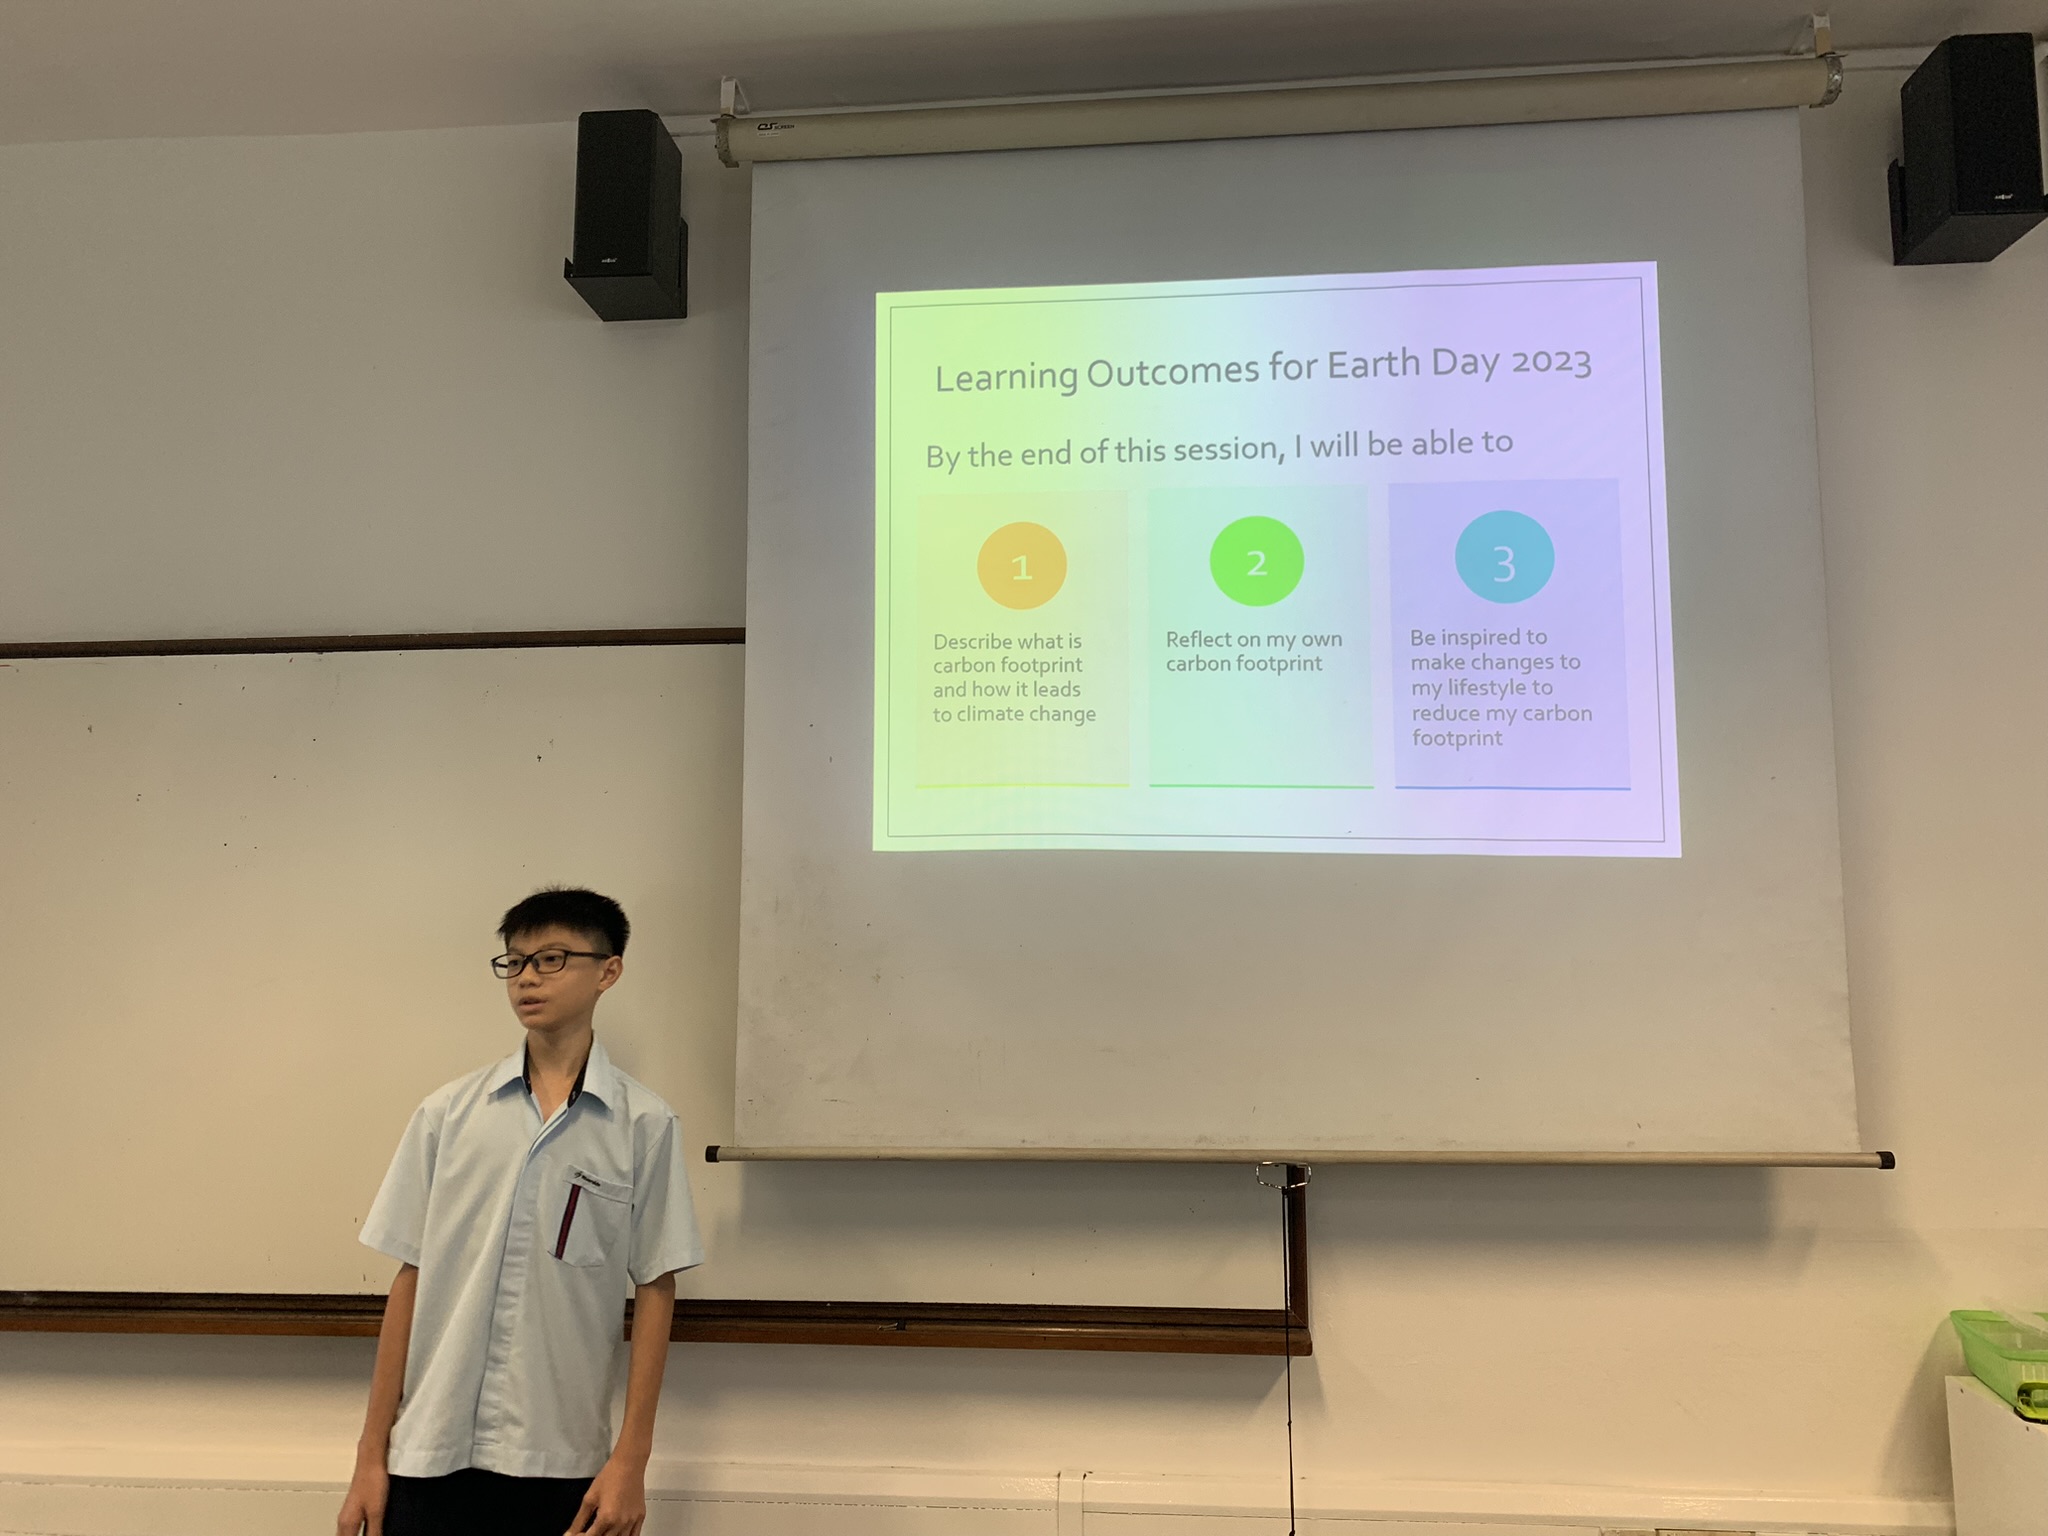 SCREEN
Learning Outcomes for Earth Day 2023
By the end of this session, I will be able to
1
Describe what is
carbon footprint
and how it leads
to climate change
2
Reflect on my own
carbon footprint
3
Be inspired to
make changes to
my lifestyle to
reduce my carbon
footprint